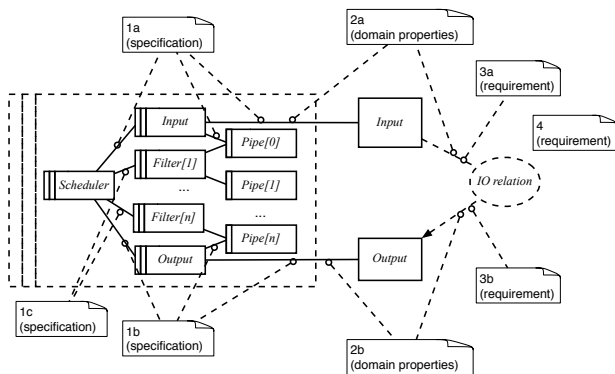 1a
(specification)
2a
(domain properties)
3a
(requirement)
4
(requirement)
Input
Input
Pipe[0]
Filter[1]
Scheduler
Pipe[1]
IO relation
...
...
Filter[n]
Pipe[n]
Output
Output
3b
(requirement)
1c
(specification)
1b
(specification)
2b
(domain properties)